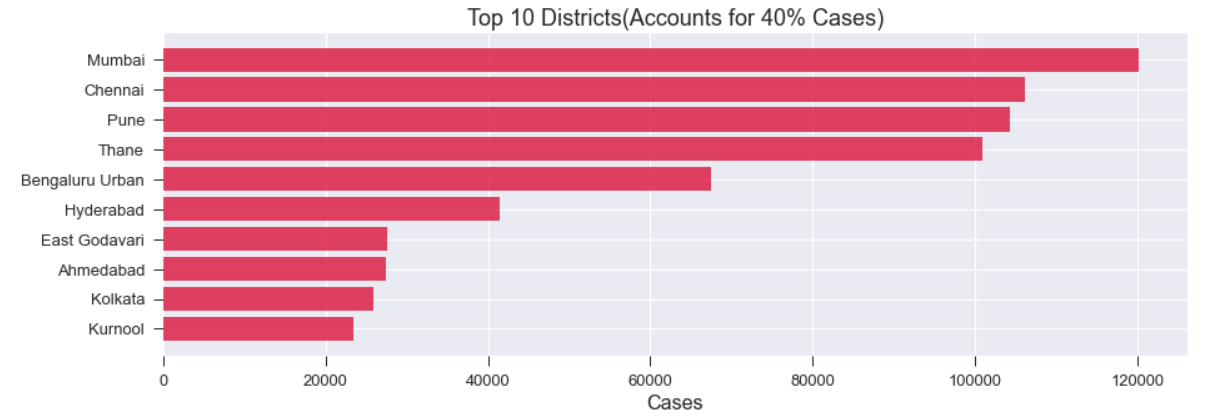 Top 10 Districts(Accounts for 40% Cases)
Mumbai
Chennai
Pune
Thane
Bengaluru Urban
Hyderabad
East Godavari
Ahmedabad
Kolkata
Kurnool
0 20000 40000 60000 80000 100000 120000
Cases